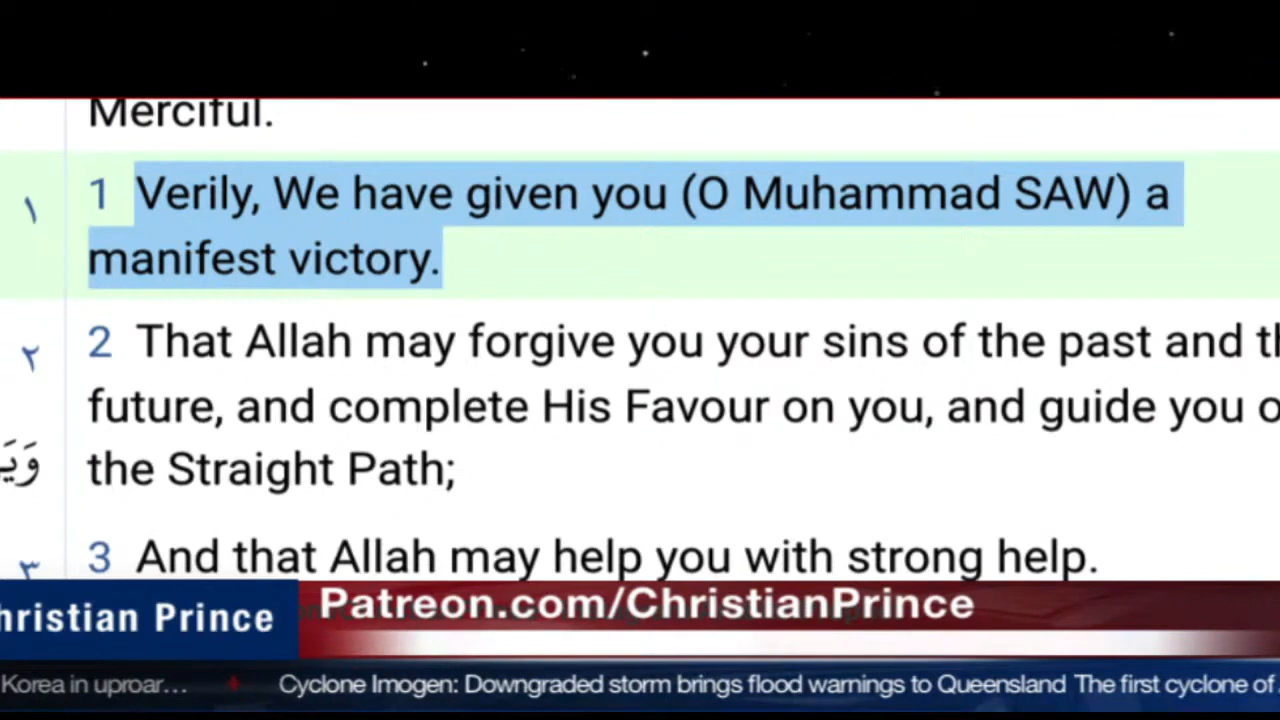 Merciful.
١ 1 Verily, We have given you (O Muhammad SAW) a
manifest victory.
٢ 2 That Allah may forgive you your sins of the past and th
future, and complete His Favour on you, and guide you o
وَيَ the Straight Path;
٣ 3 And that Allah may help you with strong help.
hristian Prince Patreon.com/ChristianPrince
Korea in uproar... Cyclone Imogen: Downgraded storm brings flood warnings to Queensland The first cyclone of